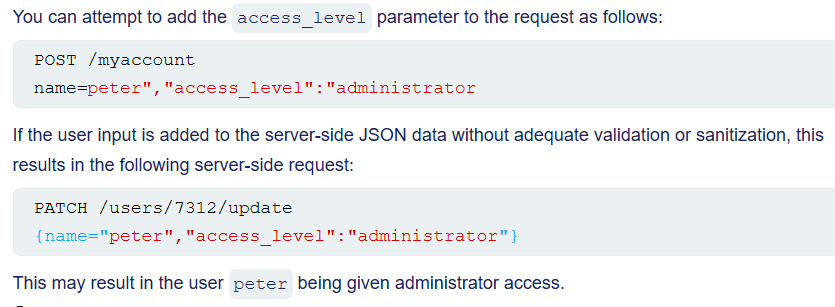 You can attempt to add the access_level parameter to the request as follows:
POST /myaccount
name=peter","access_level":"administrator
If the user input is added to the server-side JSON data without adequate validation or sanitization, this
results in the following server-side request:
PATCH /users/7312/update
{name="peter","access_level":"administrator"}
This may result in the user peter being given administrator access.